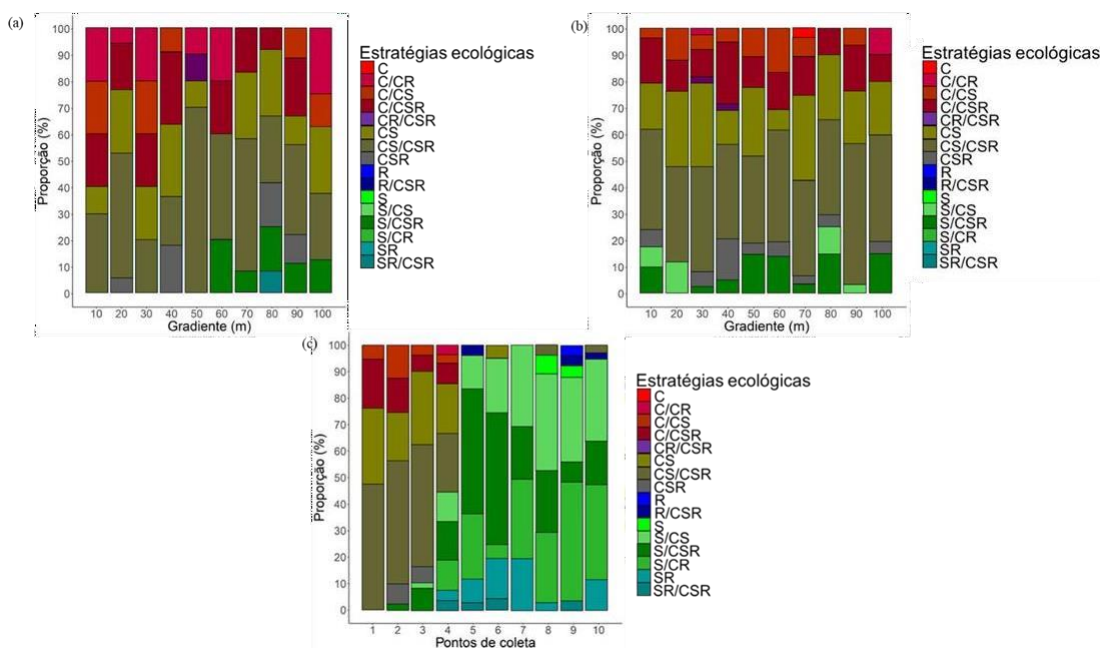 (a)
100
90
80
70
60
50
40
30
20
10
0
Proporção (%)
10 20 30 40 50 60 70 80 90 100
Gradiente (m)
Estratégias ecológicas
C
C/CR
C/CS
C/CSR
CR/CSR
CS
CS/CSR
CSR
R
R/CSR
S
S/CS
S/CSR
S/CR
SR
SR/CSR
(b)
100
90
80
70
60
50
40
30
20
10
0
Proporção (%)
10 20 30 40 50 60 70 80 90 100
Gradiente (m)
Estratégias ecológicas
C
C/CR
C/CS
C/CSR
CR/CSR
CS
CS/CSR
CSR
R
R/CSR
S
S/CS
S/CSR
S/CR
SR
SR/CSR
(c)
100
90
80
70
60
50
40
30
20
10
0
Proporção (%)
1 2 3 4 5 6 7 8 9 10
Pontos de coleta
Estratégias ecológicas
C
C/CR
C/CS
C/CSR
CR/CSR
CS
CS/CSR
CSR
R
R/CSR
S
S/CS
S/CSR
S/CR
SR
SR/CSR